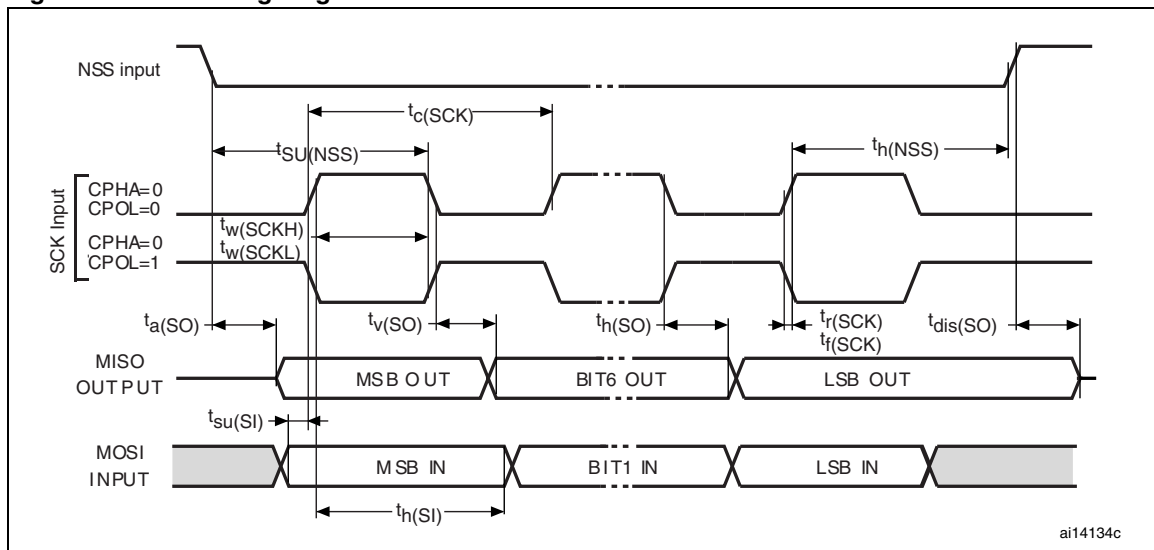 NSS input
tc(SCK)
tSU(NSS)
th(NSS)
SCK Input
CPHA=0
CPOL=0
tw(SCKH)
CPHA=0
tw(SCKL)
CPOL=1
ta(SO)
tv(SO)
th(SO)
tr(SCK)
tf(SCK)
tdis(SO)
MISO
OUTPUT
MSB OUT
BIT6 OUT
LSB OUT
tsu(SI)
MOSI
INPUT
MSB IN
BIT1 IN
LSB IN
th(SI)
ai14134c